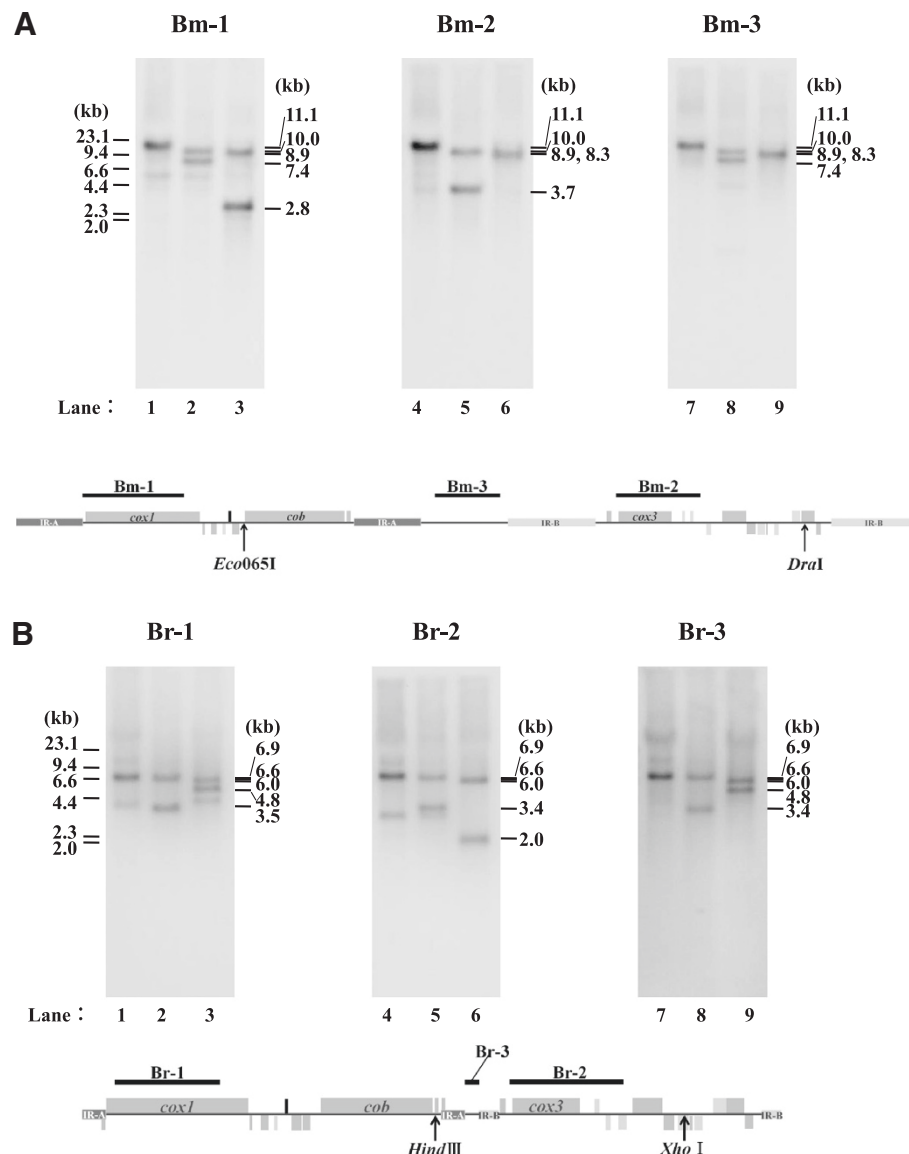 A
Bm-1
Bm-2
Bm-3
(kb)
23.1
9.4
6.6
4.4
2.3
2.0
(kb)
11.1
10.0
8.9
7.4
2.8
(kb)
11.1
10.0
8.9, 8.3
3.7
(kb)
11.1
10.0
8.9, 8.3
7.4
Lane : 1 2 3 4 5 6 7 8 9
Bm-1
Bm-3
Bm-2
IR-A cox1 cob IR-A IR-B cox3 IR-B
Eco065I
DraI
B
Br-1
Br-2
Br-3
(kb)
23.1
9.4
6.6
4.4
2.3
2.0
(kb)
6.9
6.6
6.0
4.8
3.5
(kb)
6.9
6.6
6.0
3.4
2.0
(kb)
6.9
6.6
6.0
4.8
3.4
Lane : 1 2 3 4 5 6 7 8 9
Br-3
Br-1
Br-2
IR-A cox1 cob IR-A IR-B cox3 IR-B
HindIII
Xho I